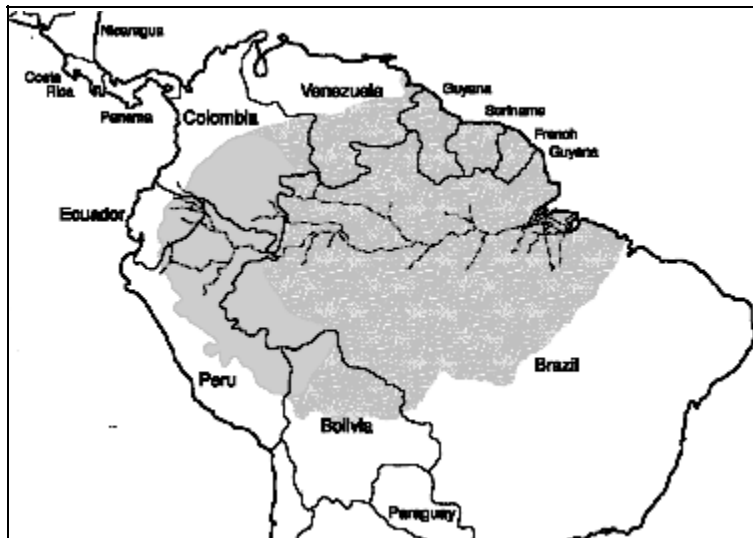 Nicaragua
Costa
Rica
Panama
Venezuela
Colombia
Guyana
Suriname
French
Guyana
Ecuador
Peru
Brazil
Bolivia
Paraguay